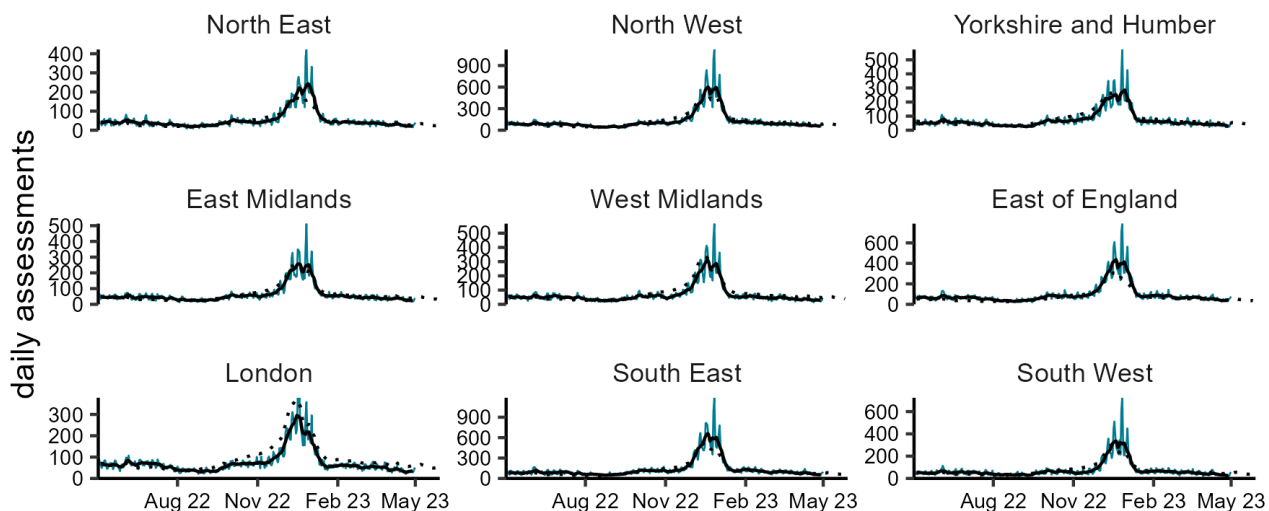 North East North West Yorkshire and Humber
400 300 200 100 0
900 600 300 0
500 400 300 200 100 0
daily assessments
East Midlands West Midlands East of England
500 400 300 200 100 0
500 400 300 200 100 0
600 400 200 0
London South East South West
300 200 100 0
900 600 300 0
600 400 200 0
Aug 22 Nov 22 Feb 23 May 23 Aug 22 Nov 22 Feb 23 May 23 Aug 22 Nov 22 Feb 23 May 23